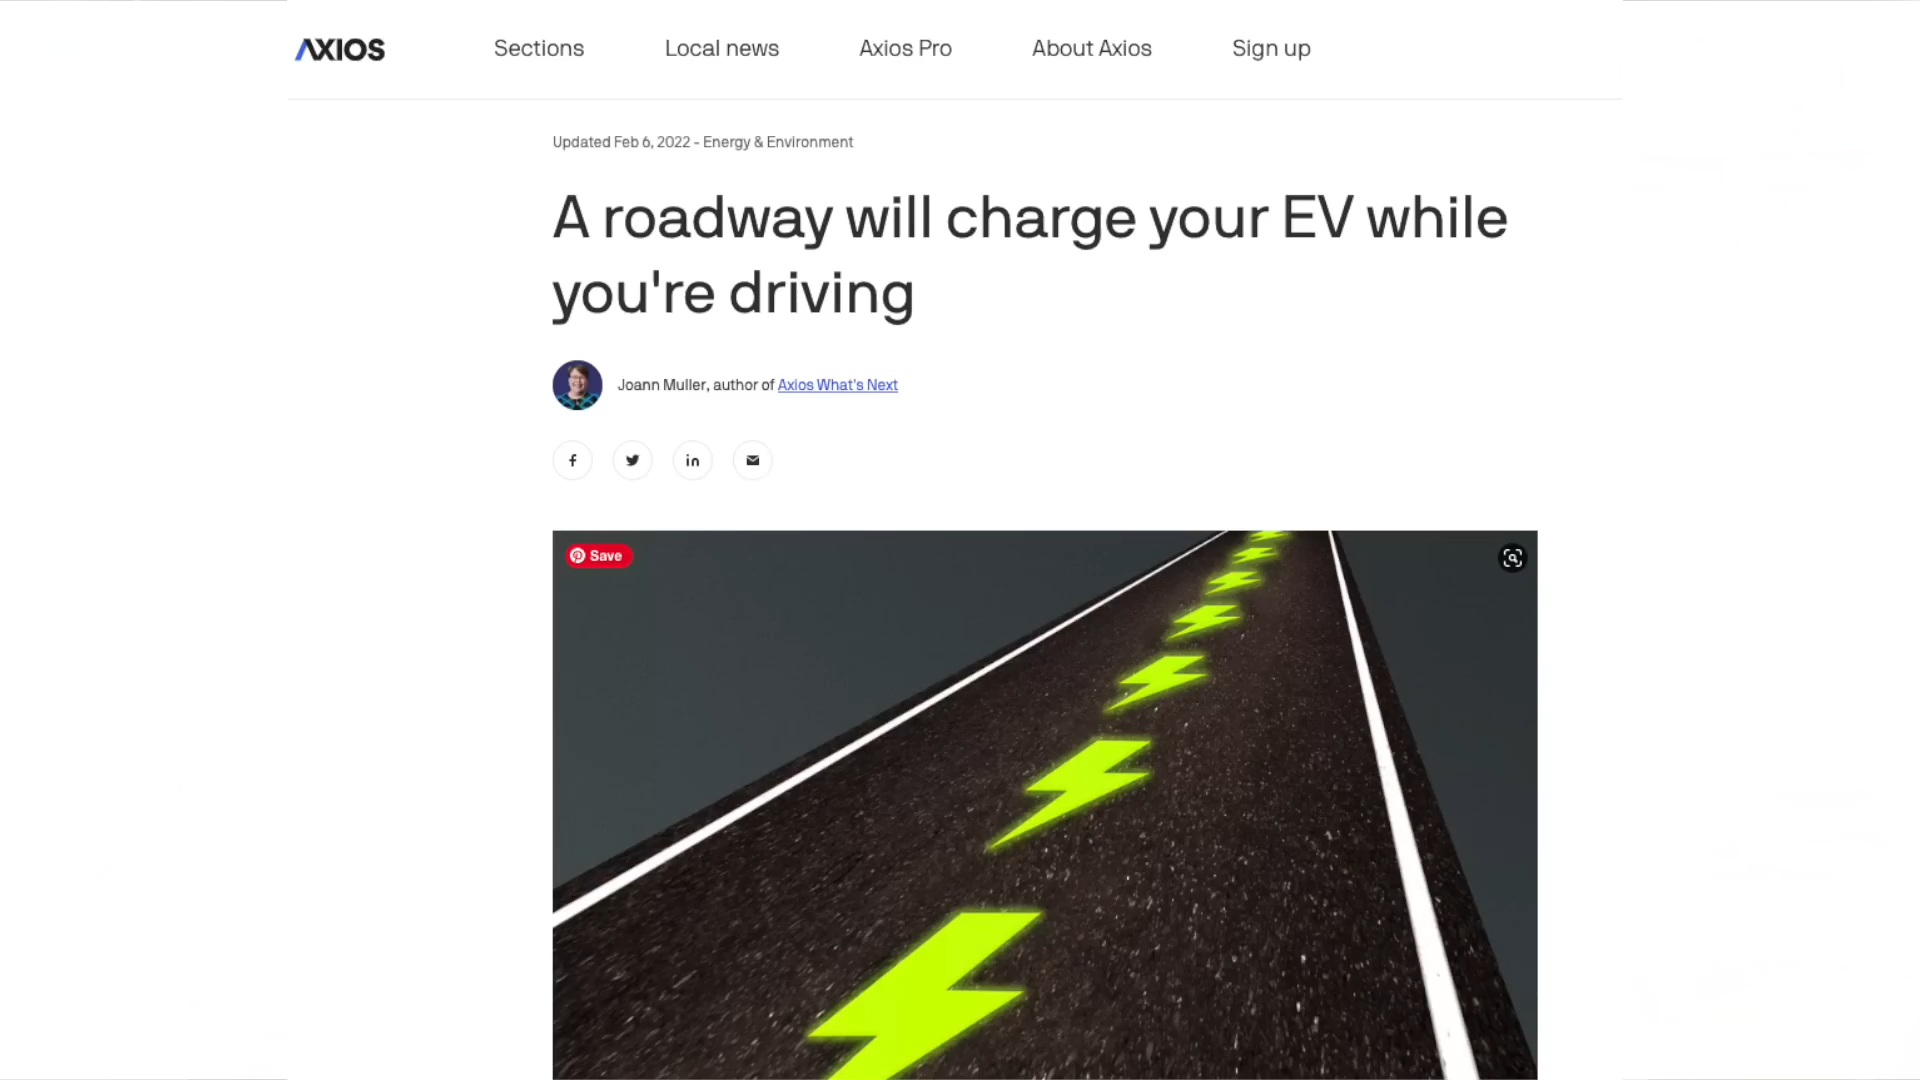 AXIOS
Sections
Local news
Axios Pro
About Axios
Sign up
Updated Feb 6, 2022 - Energy & Environment
A roadway will charge your EV while
you're driving
Joann Muller, author of Axios What's Next
Save